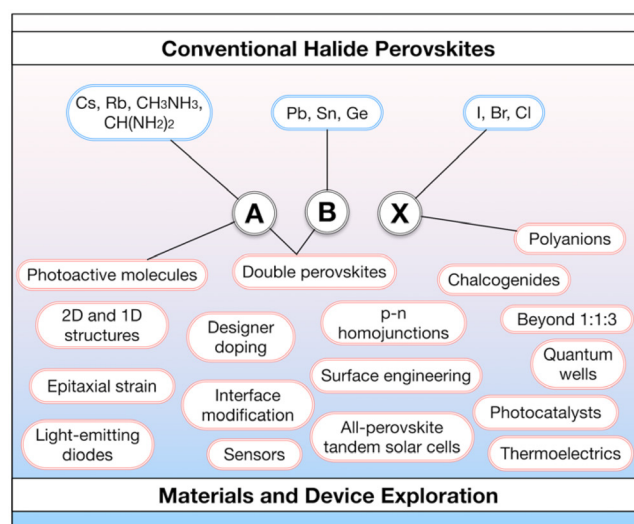 Conventional Halide Perovskites
Cs, Rb, CH3NH3,
CH(NH2)2
Pb, Sn, Ge
I, Br, Cl
A
B
X
Polyanions
Photoactive molecules
Double perovskites
Chalcogenides
2D and 1D
structures
Designer
doping
p-n
homojunctions
Beyond 1:1:3
Quantum
wells
Epitaxial strain
Surface engineering
Interface
modification
Photocatalysts
Light-emitting
diodes
Sensors
All-perovskite
tandem solar cells
Thermoelectrics
Materials and Device Exploration